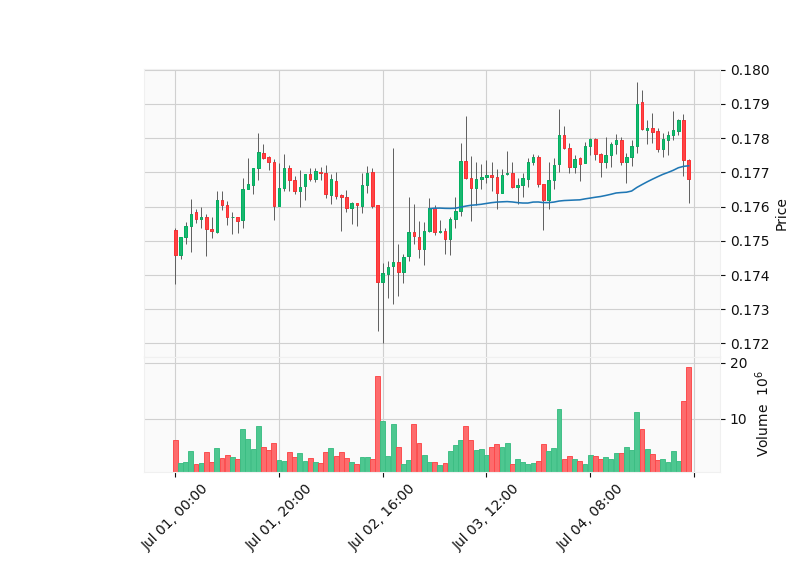 0.180
0.179
0.178
0.177
0.176
0.175
0.174
0.173
0.172
Price
20
10
Volume 10^6
Jul 01, 00:00
Jul 01, 20:00
Jul 02, 16:00
Jul 03, 12:00
Jul 04, 08:00